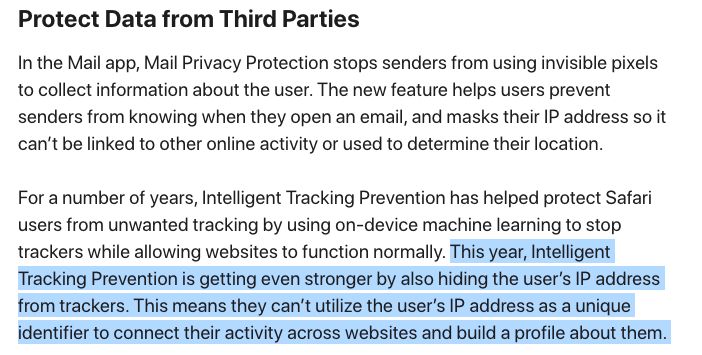 Protect Data from Third Parties
In the Mail app, Mail Privacy Protection stops senders from using invisible pixels
to collect information about the user. The new feature helps users prevent
senders from knowing when they open an email, and masks their IP address so it
can’t be linked to other online activity or used to determine their location.
For a number of years, Intelligent Tracking Prevention has helped protect Safari
users from unwanted tracking by using on-device machine learning to stop
trackers while allowing websites to function normally. This year, Intelligent
Tracking Prevention is getting even stronger by also hiding the user’s IP address
from trackers. This means they can’t utilize the user’s IP address as a unique
identifier to connect their activity across websites and build a profile about them.